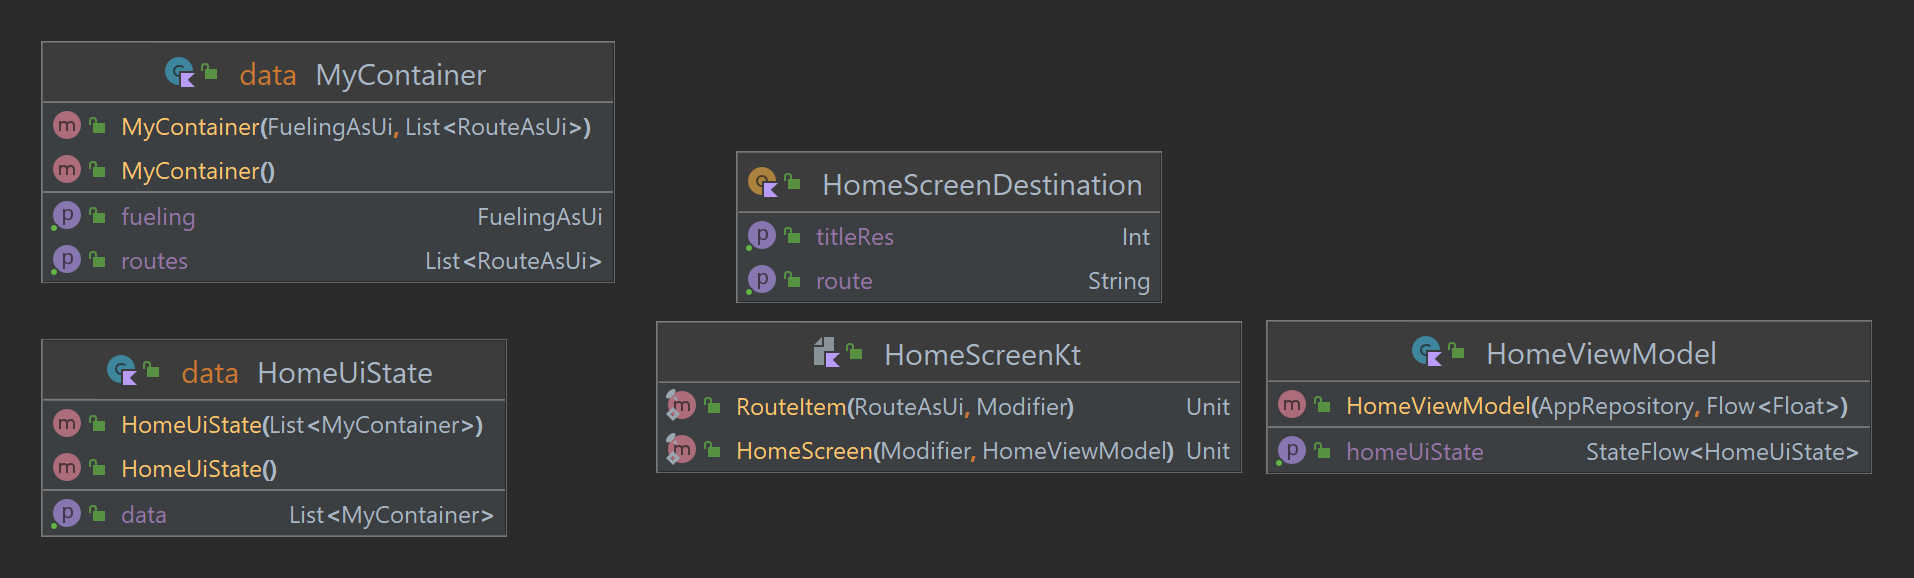 data MyContainer
MyContainer(FuelingAsUi, List<RouteAsUi>)
MyContainer()
fueling FuelingAsUi
routes List<RouteAsUi>
data HomeUiState
HomeUiState(List<MyContainer>)
HomeUiState()
data List<MyContainer>
HomeScreenDestination
titleRes Int
route String
HomeScreenKt
RouteItem(RouteAsUi, Modifier) Unit
HomeScreen(Modifier, HomeViewModel) Unit
HomeViewModel
HomeViewModel(AppRepository, Flow<Float>)
homeUiState StateFlow<HomeUiState>